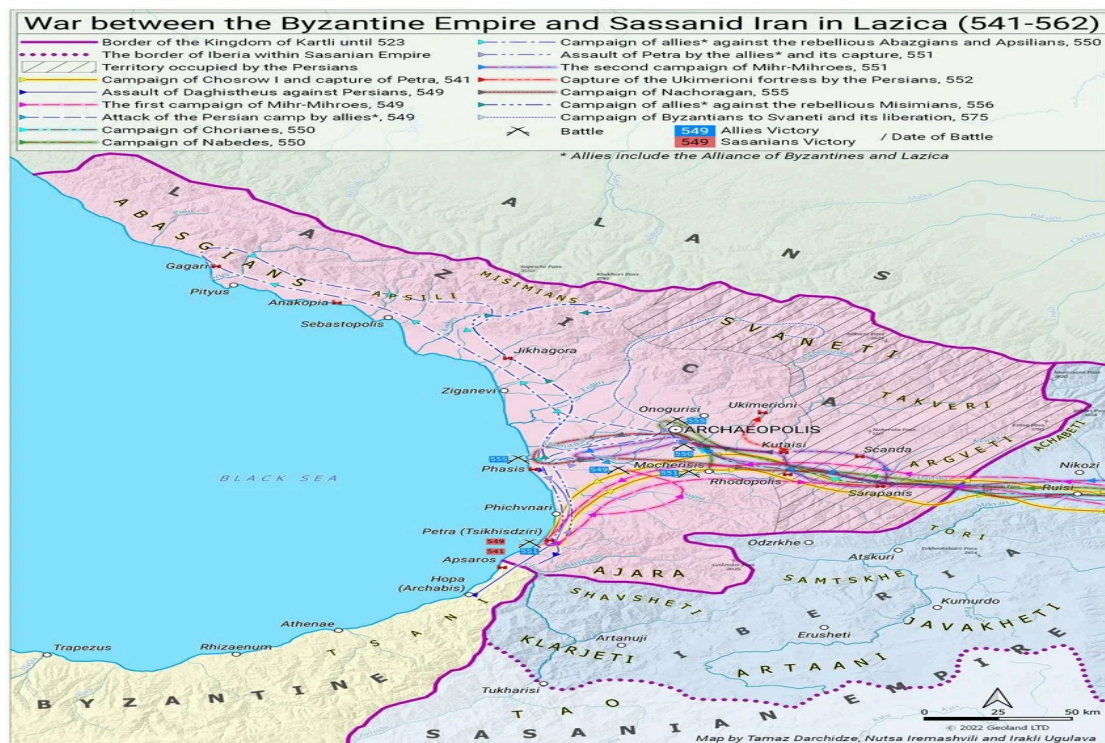 War between the Byzantine Empire and Sassanid Iran in Lazica (541-562)
Border of the Kingdom of Kartli until 523
The border of Iberia within Sasanian Empire
Territory occupied by the Persians
Campaign of Chosrow I and capture of Petra, 541
Assault of Daghistheus against Persians, 549
The first campaign of Mihr-Mihroes, 549
Attack of the Persian camp by allies*, 549
Campaign of Chorianes, 550
Campaign of Nabedes, 550
Campaign of allies* against the rebellious Abazgians and Apsilians, 550
Assault of Petra by the allies* and its capture, 551
The second campaign of Mihr-Mihroes, 551
Capture of the Ukimerioni fortress by the Persians, 552
Campaign of Nachoragan, 555
Campaign of allies* against the rebellious Misimians, 556
Campaign of Byzantines to Svaneti and its liberation, 575
Battle
549 Allies Victory
549 Sasanians Victory
/ Date of Battle
* Allies include the Alliance of Byzantines and Lazica
LAZICA
ALANS
ABASGIANS
APSILI
MISIMIANS
SVANETI
TAKVERI
ARGVETI
ACHABETI
Gagari
Pityus
Anakopia
Sebastopolis
Jikhagora
Ziganevi
Onogurisi
Ukimerioni
555
ARCHAEOPOLIS
Kutaisi
Scanda
550
555
Phasis
549
Mocherisis
551
Rhodopolis
Sarapanis
Nikozi
Ruisi
BLACK SEA
Phichvnari
Petra (Tsikhisdziri)
549
541
551
Apsaros
Hopa
(Archabis)
AJARA
Odzrkhe
TORI
Atskuri
SAMTSKHE
SHAVSHETI
IBERIA
Kumurdo
JAVAKHETI
Erusheti
Artanuji
KLARJETI
ARTAANI
Athenae
Trapezus
Rhizaenum
TSANI
Tukharisi
TAO
BYZANTINE
SASANIAN EMPIRE
0 25 50 km
© 2022 Geoland LTD
Map by Tamaz Darchidze, Nutsa Iremashvili and Irakli Ugulava